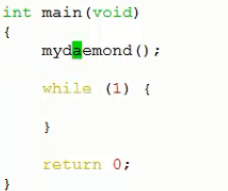 int main(void)
{
    mydaemond();

    while (1) {

    }

    return 0;
}